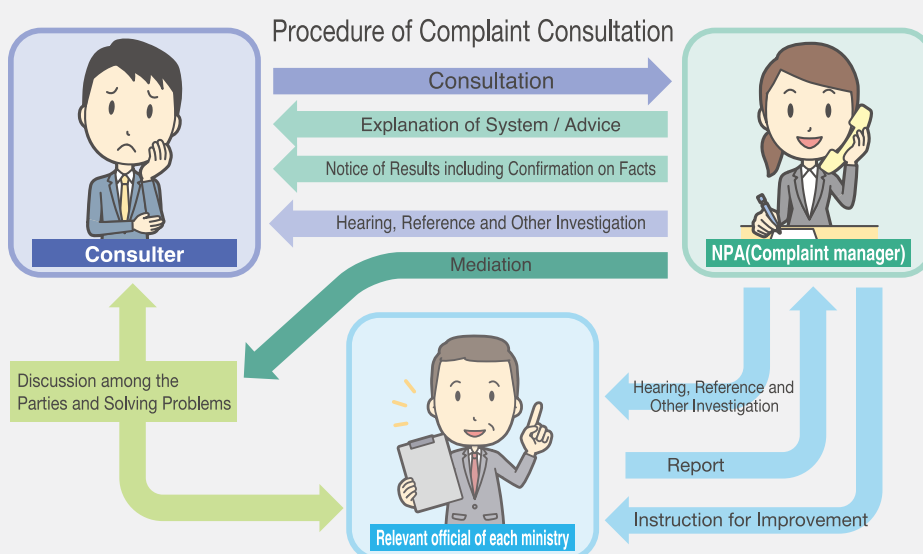 Procedure of Complaint Consultation
Consultation
Explanation of System / Advice
Notice of Results including Confirmation on Facts
Hearing, Reference and Other Investigation
Mediation
Consulter
NPA(Complaint manager)
Discussion among the
Parties and Solving Problems
Hearing, Reference and
Other Investigation
Report
Instruction for Improvement
Relevant official of each ministry